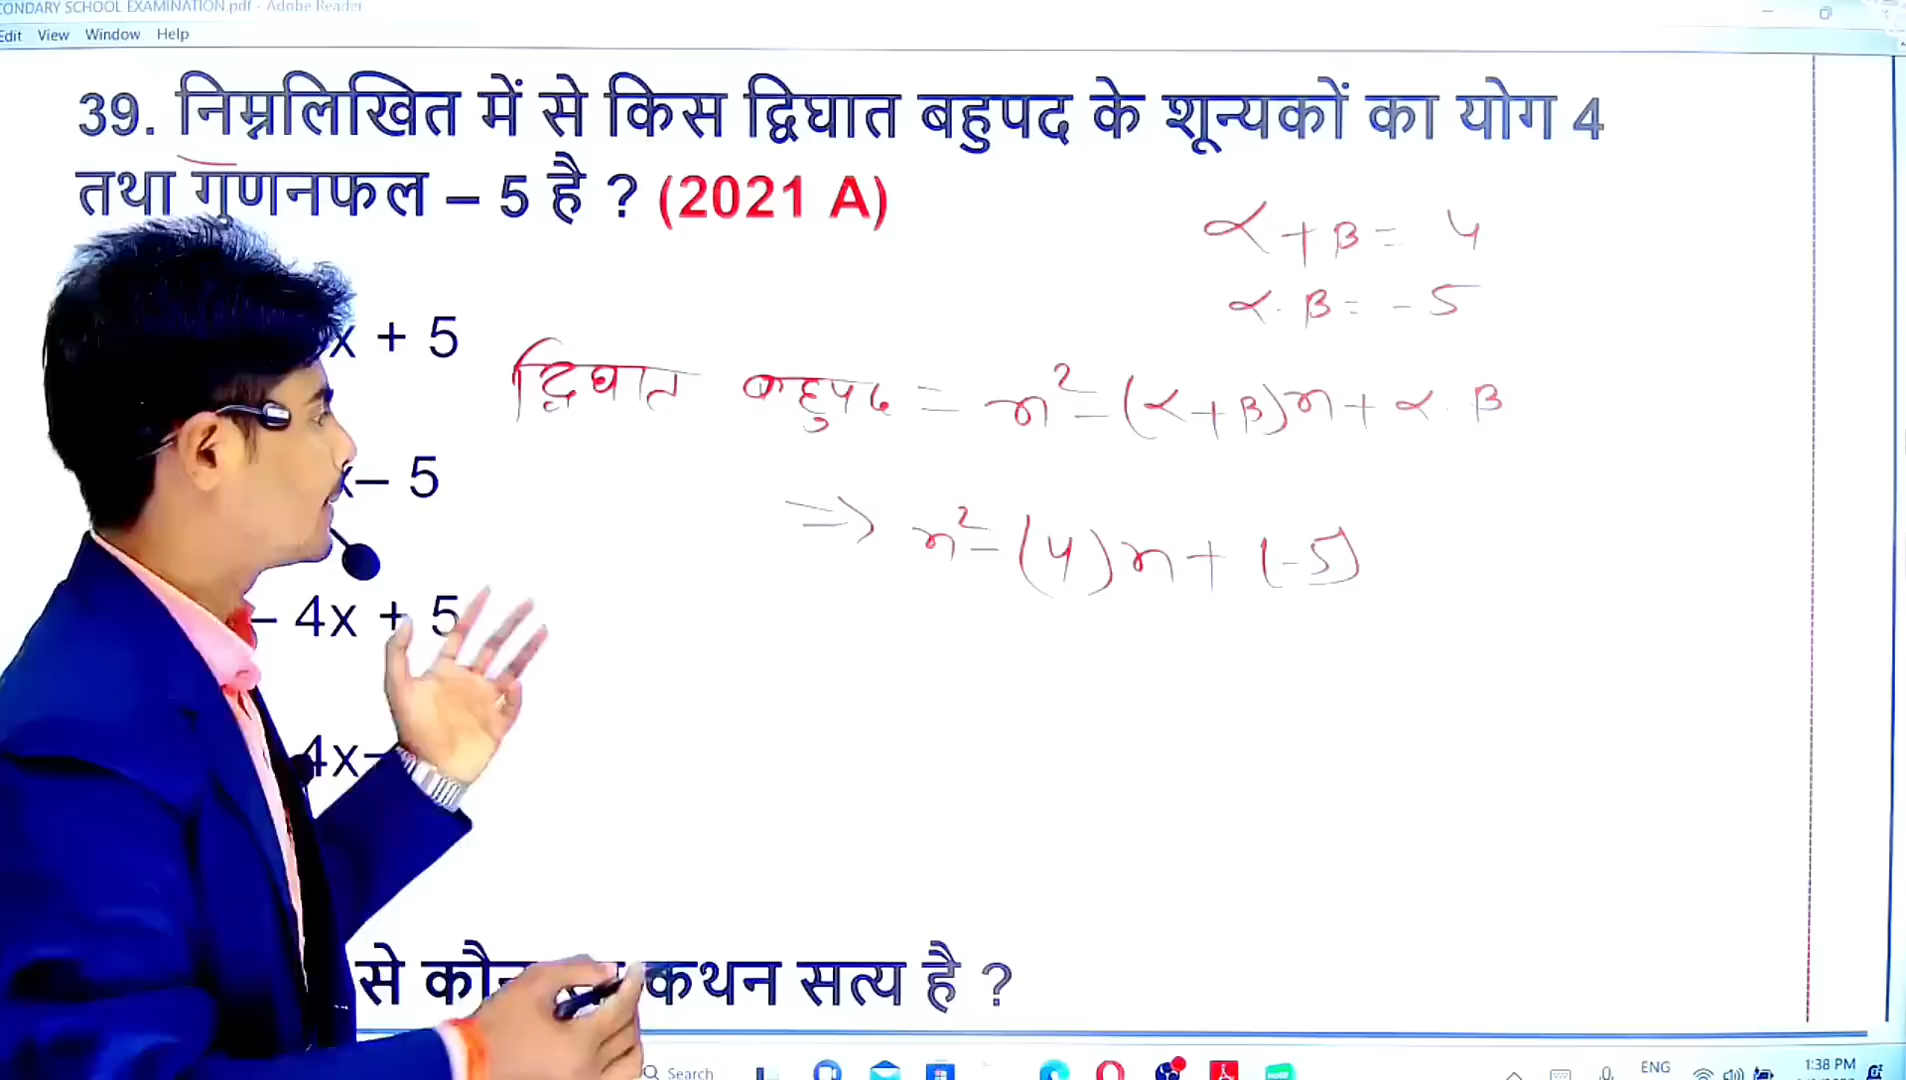 CONDARY SCHOOL EXAMINATION.pdf - Adobe Reader
Edit View Window Help
39. निम्नलिखित में से किस द्विघात बहुपद के शून्यकों का योग 4
तथा गुणनफल – 5 है ? (2021 A)
α + β = 4
α . β = - 5
x + 5
द्विघात बहुपद = x² - (α + β)x + α . β
x– 5
⇒ x² - (4)x + (-5)
– 4x + 5
4x–
से कौन कथन सत्य है ?
Search
ENG
1:38 PM